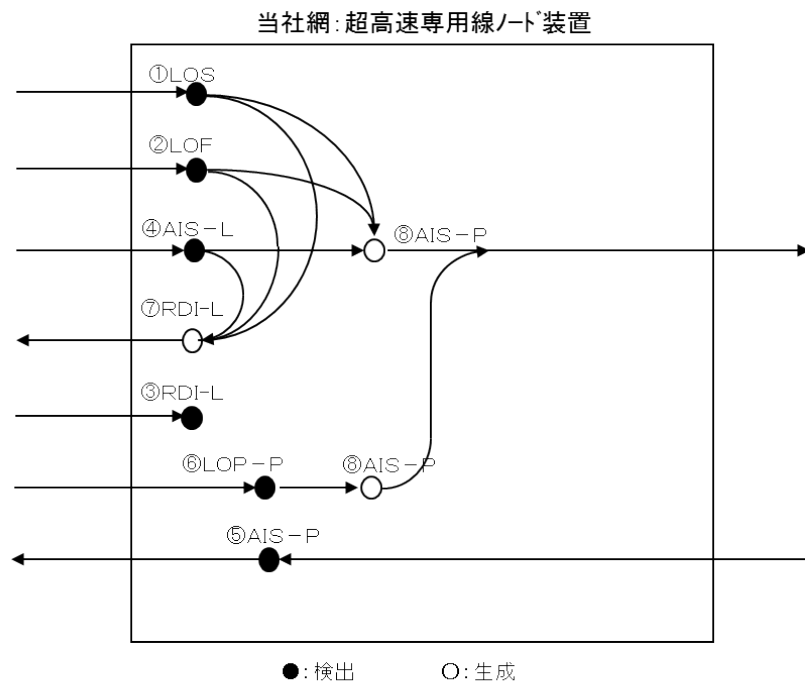 当社網：超高速専用線ノード装置
①LOS
②LOF
④AIS－L
⑧AIS－P
⑦RDI-L
③RDI-L
⑥LOP－P
⑧AIS－P
⑤AIS－P
●：検出 ○：生成